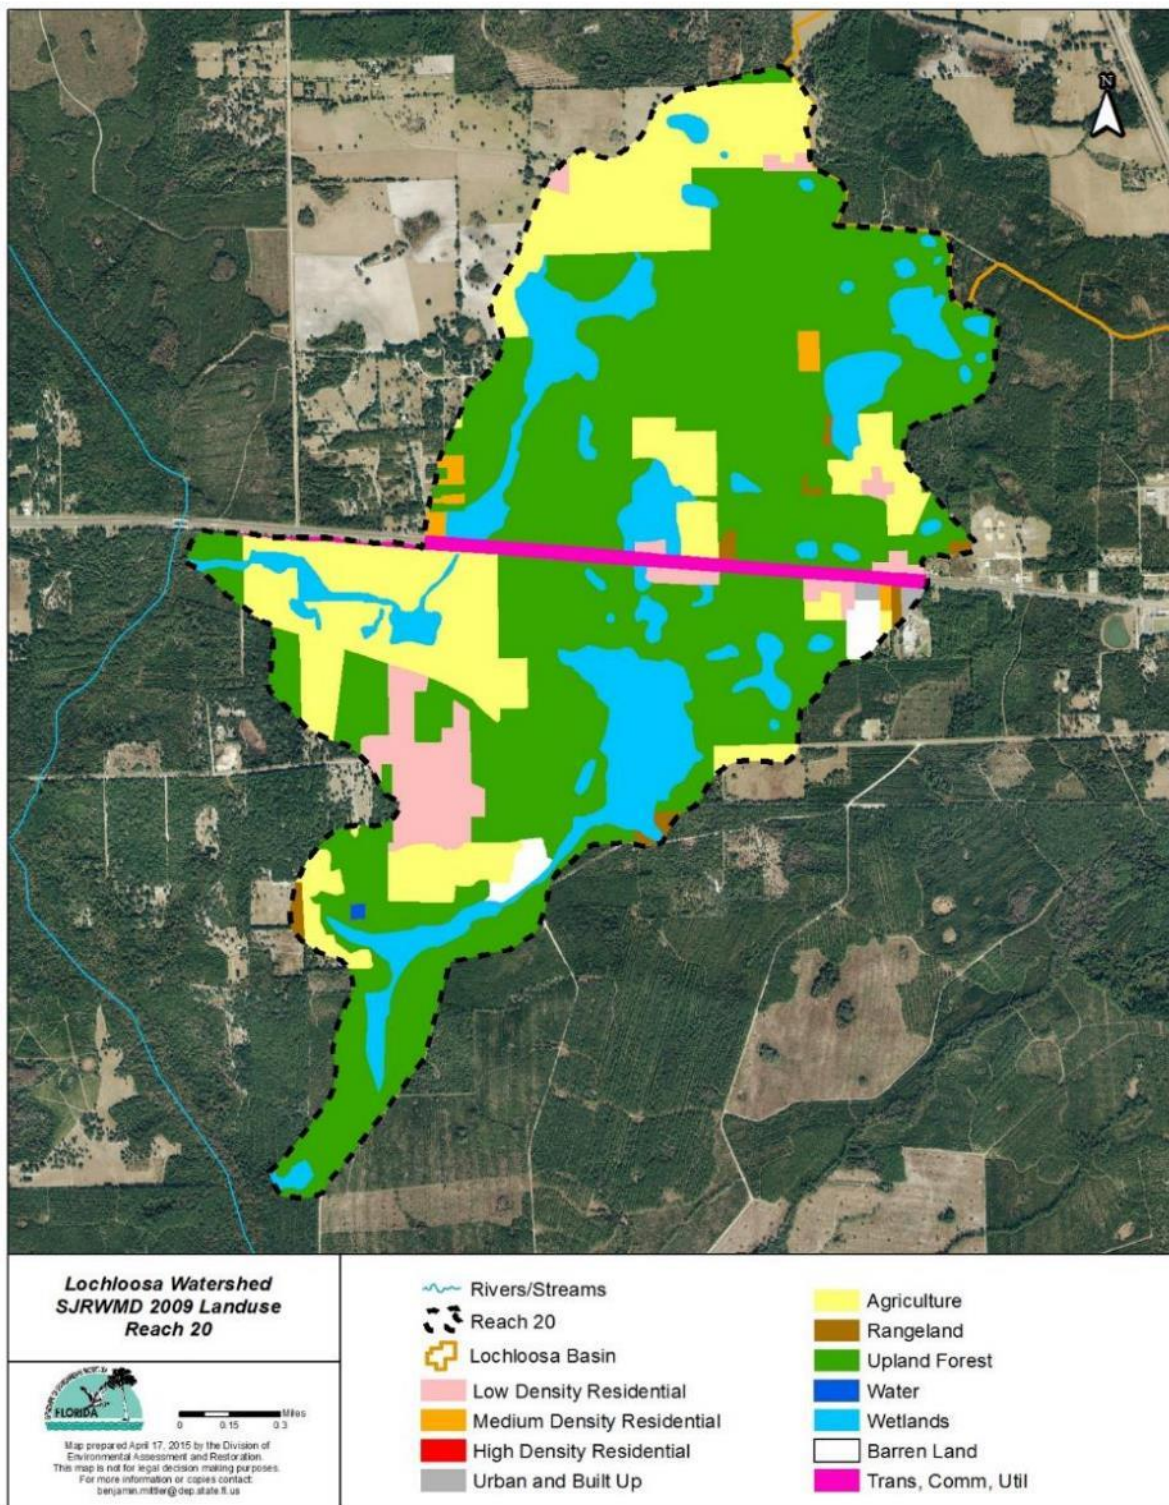 N
Lochloosa Watershed
SJRWMD 2009 Landuse
Reach 20
FLORIDA
Miles
0 0.15 0.3
Map prepared April 17, 2015 by the Division of
Environmental Assessment and Restoration.
This map is not for legal decision making purposes.
For more information or copies contact:
benjamin.mittler@dep.state.fl.us
Rivers/Streams
Reach 20
Lochloosa Basin
Low Density Residential
Medium Density Residential
High Density Residential
Urban and Built Up
Agriculture
Rangeland
Upland Forest
Water
Wetlands
Barren Land
Trans, Comm, Util